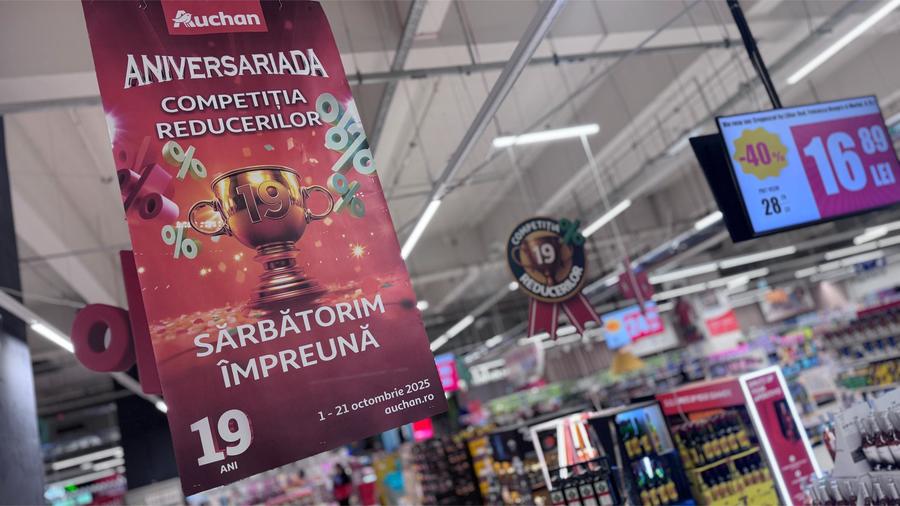 Auchan
ANIVERSARIADA
COMPETIȚIA
REDUCERILOR
19
SĂRBĂTORIM
ÎMPREUNĂ
1 - 21 octombrie 2025
auchan.ro
19
ANI
COMPETIȚIA
19
REDUCERILOR
-40%
28
16 89
LEI